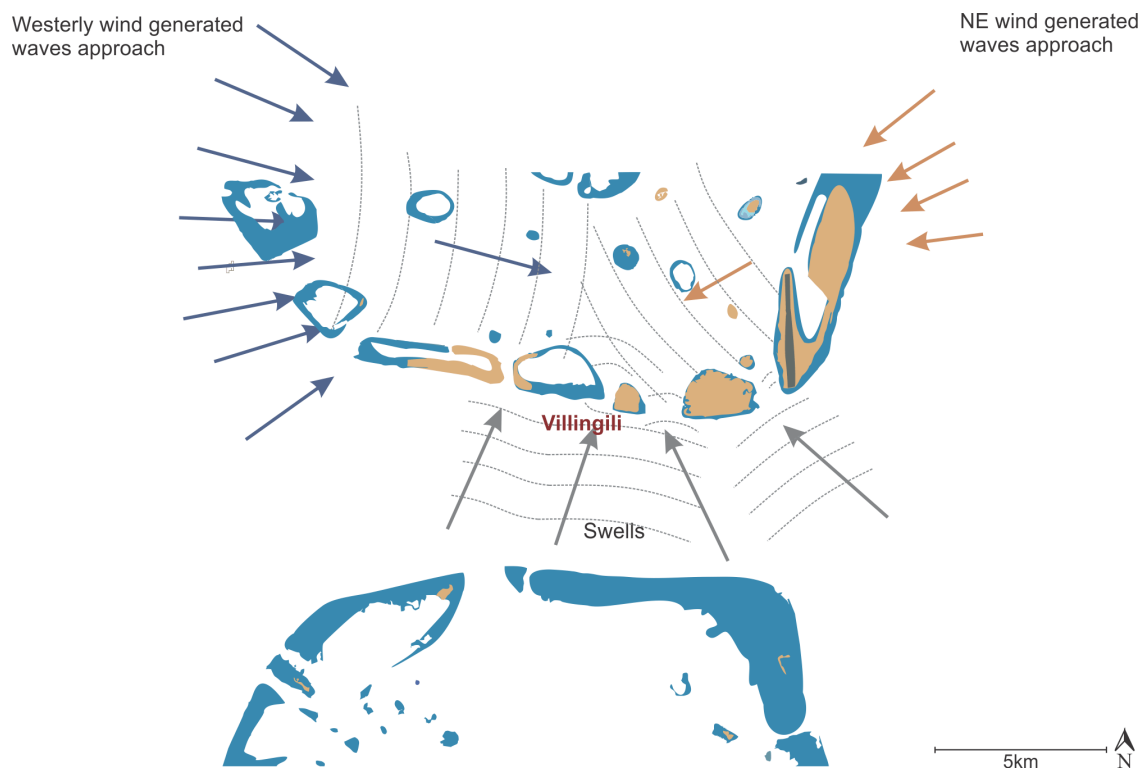 Westerly wind generated
waves approach
NE wind generated
waves approach
Villingili
Swells
5km
N